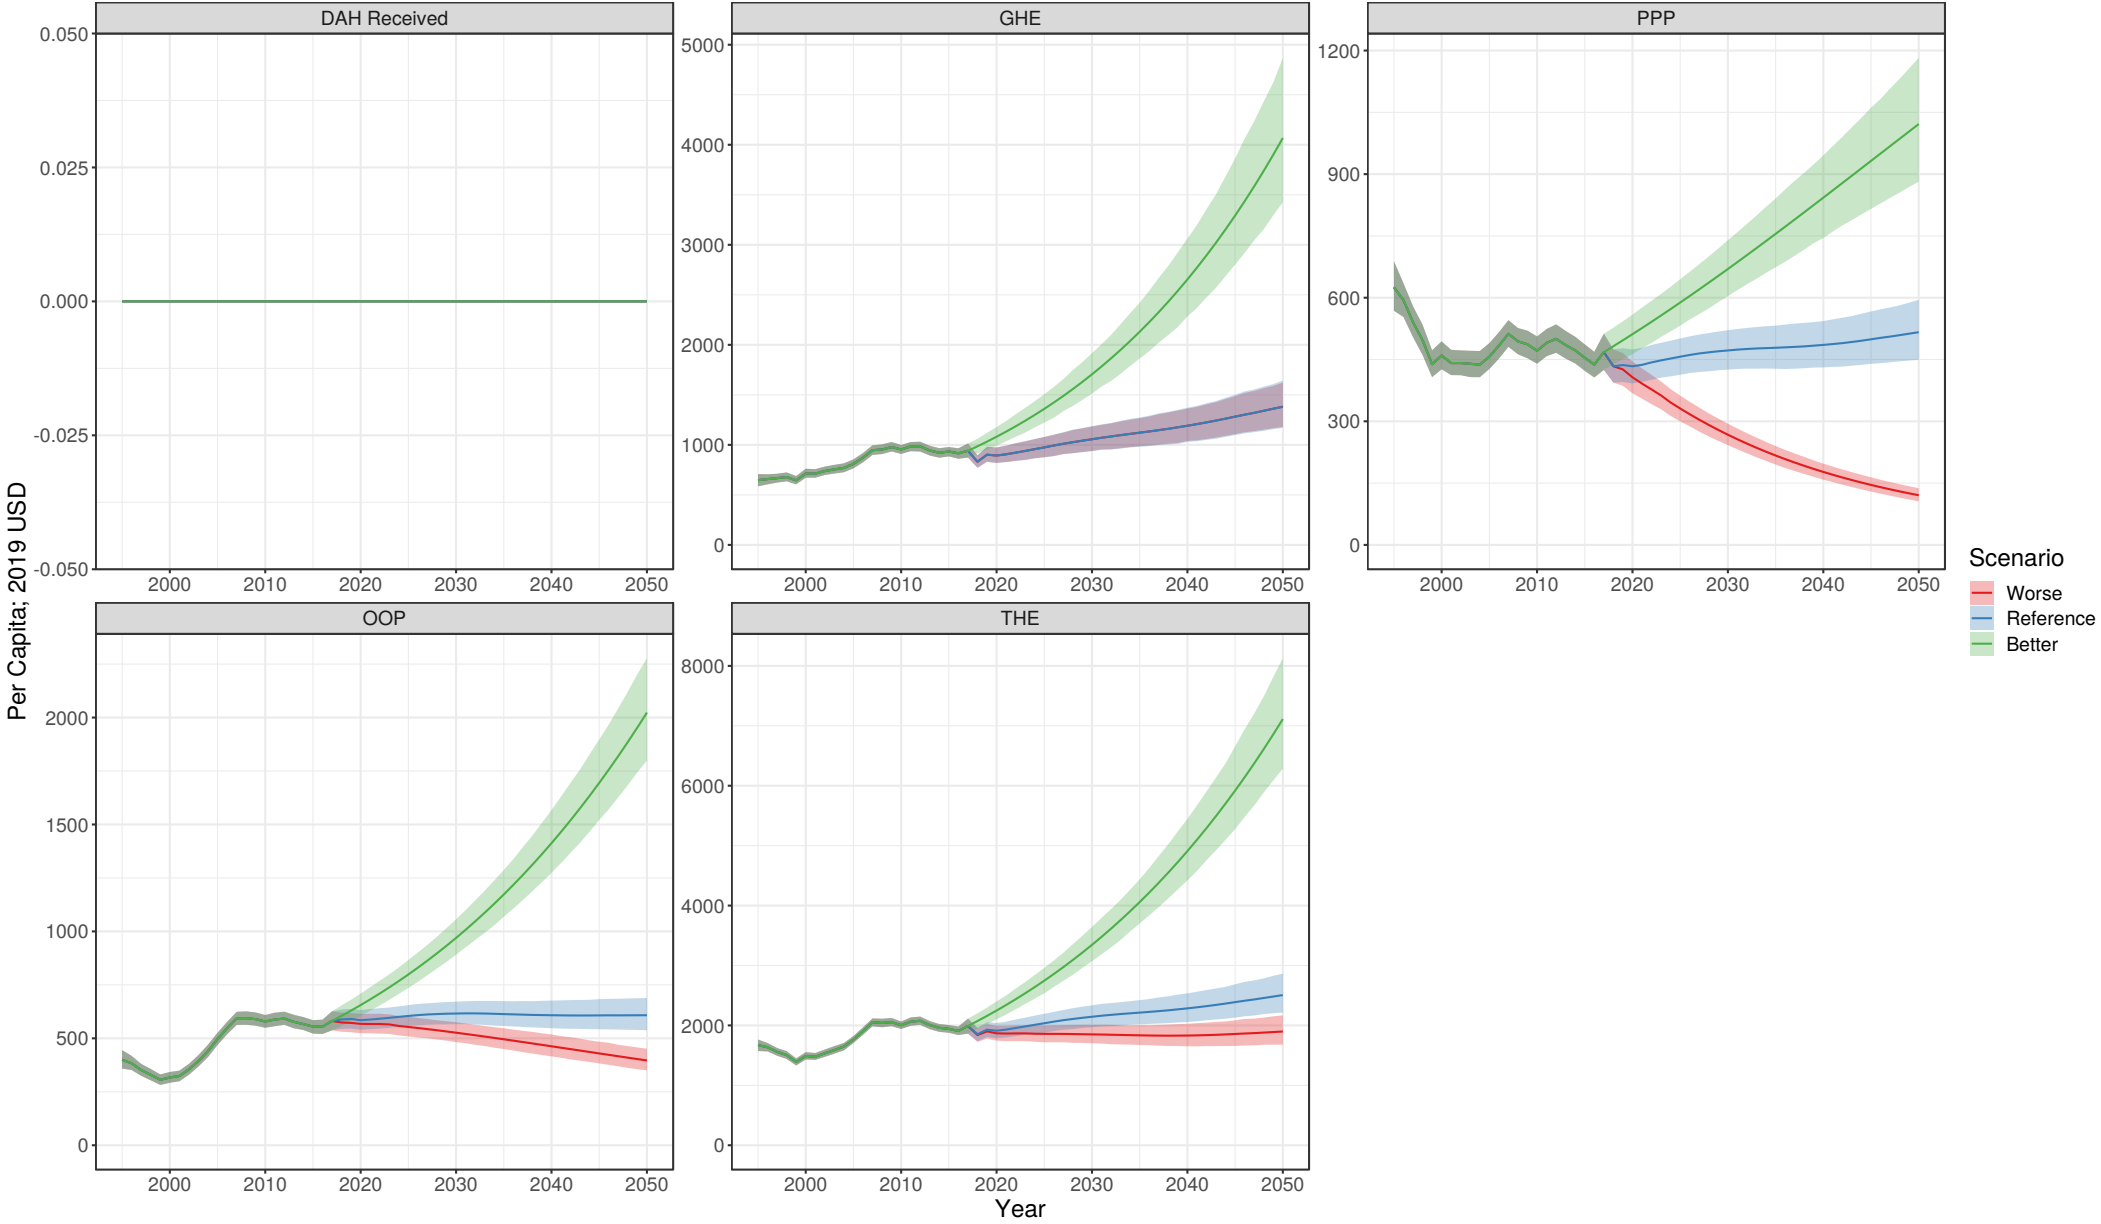 DAH Received
GHE
PPP
0.050
0.025
0.000
-0.025
-0.050
2000 2010 2020 2030 2040 2050
5000
4000
3000
2000
1000
0
2000 2010 2020 2030 2040 2050
1200
900
600
300
0
2000 2010 2020 2030 2040 2050
Per Capita; 2019 USD
OOP
THE
2000
1500
1000
500
0
2000 2010 2020 2030 2040 2050
8000
6000
4000
2000
0
2000 2010 2020 2030 2040 2050
Year
Scenario
Worse
Reference
Better